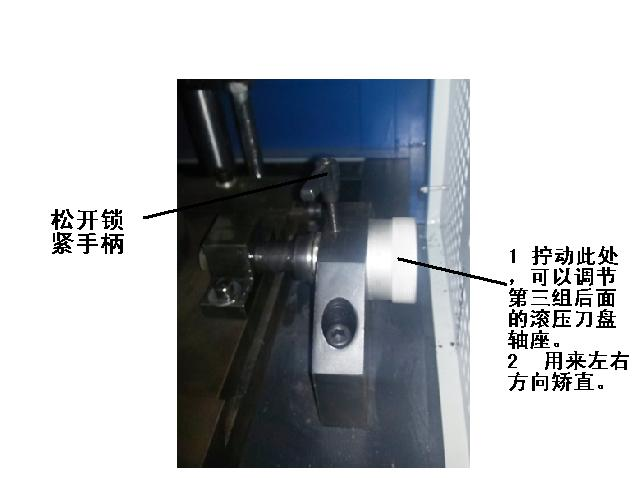 松开锁
紧手柄
1 拧动此处
，可以调节
第三组后面
的滚压刀盘
轴座。
2 用来左右
方向矫直。